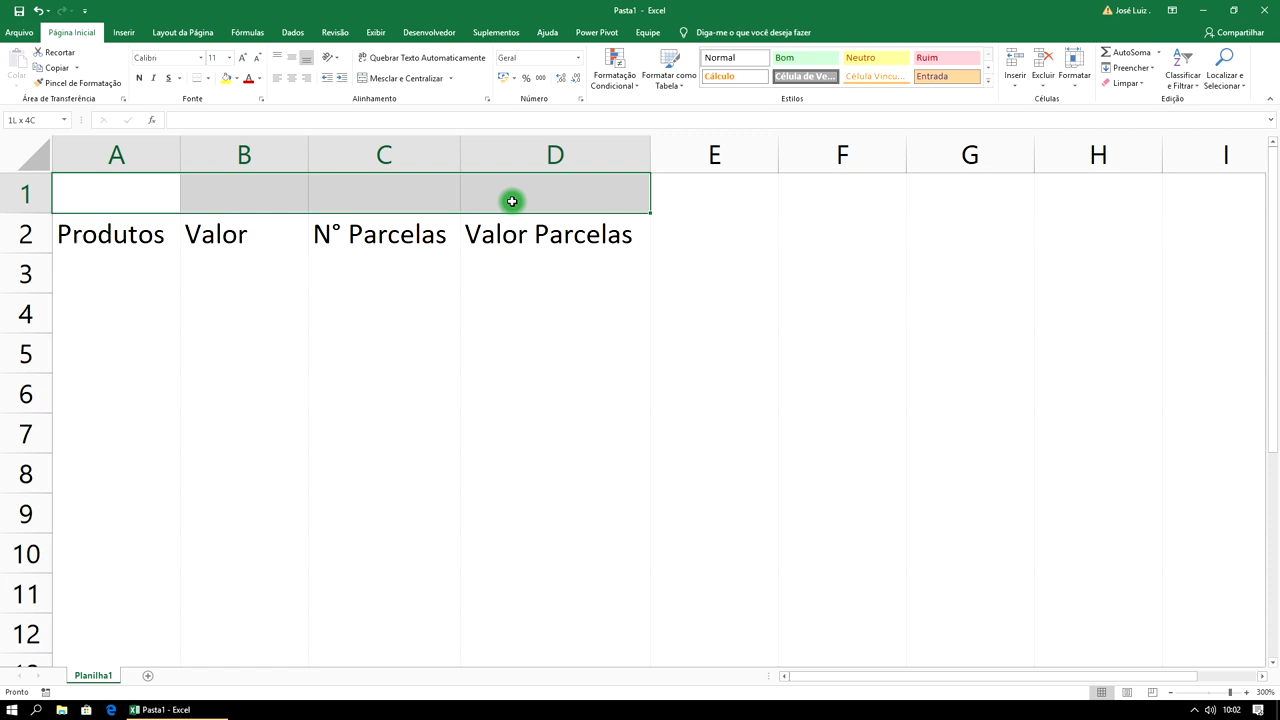 Pasta1 - Excel
José Luiz .
Arquivo Página Inicial Inserir Layout da Página Fórmulas Dados Revisão Exibir Desenvolvedor Suplementos Ajuda Power Pivot Equipe Diga-me o que você deseja fazer Compartilhar
Colar
Recortar
Copiar
Pincel de Formatação
Área de Transferência
Calibri 11
N I S
Fonte
Quebrar Texto Automaticamente
Mesclar e Centralizar
Alinhamento
Geral
% 000
Número
Formatação Condicional
Formatar como Tabela
Normal Bom Neutro Ruim
Cálculo Célula de Ve... Célula Vincu... Entrada
Estilos
Inserir Excluir Formatar
Células
AutoSoma
Preencher
Limpar
Classificar e Filtrar
Localizar e Selecionar
Edição
1L x 4C fx
A B C D E F G H I
1
2 Produtos Valor N° Parcelas Valor Parcelas
3
4
5
6
7
8
9
10
11
12
Planilha1
Pronto 300%
Pasta1 - Excel 10:02